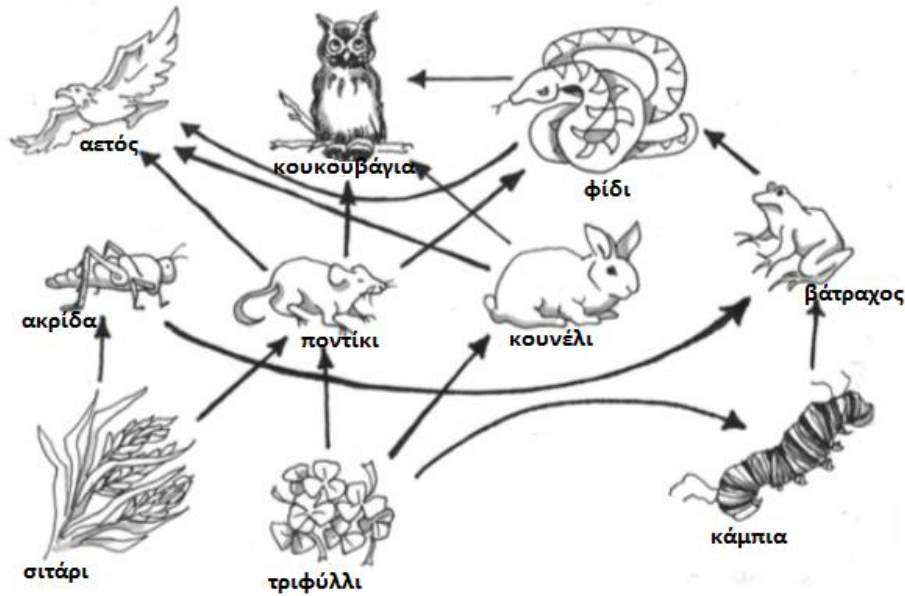 αετός
κουκουβάγια
φίδι
ακρίδα
ποντίκι
κουνέλι
βάτραχος
σιτάρι
τριφύλλι
κάμπια